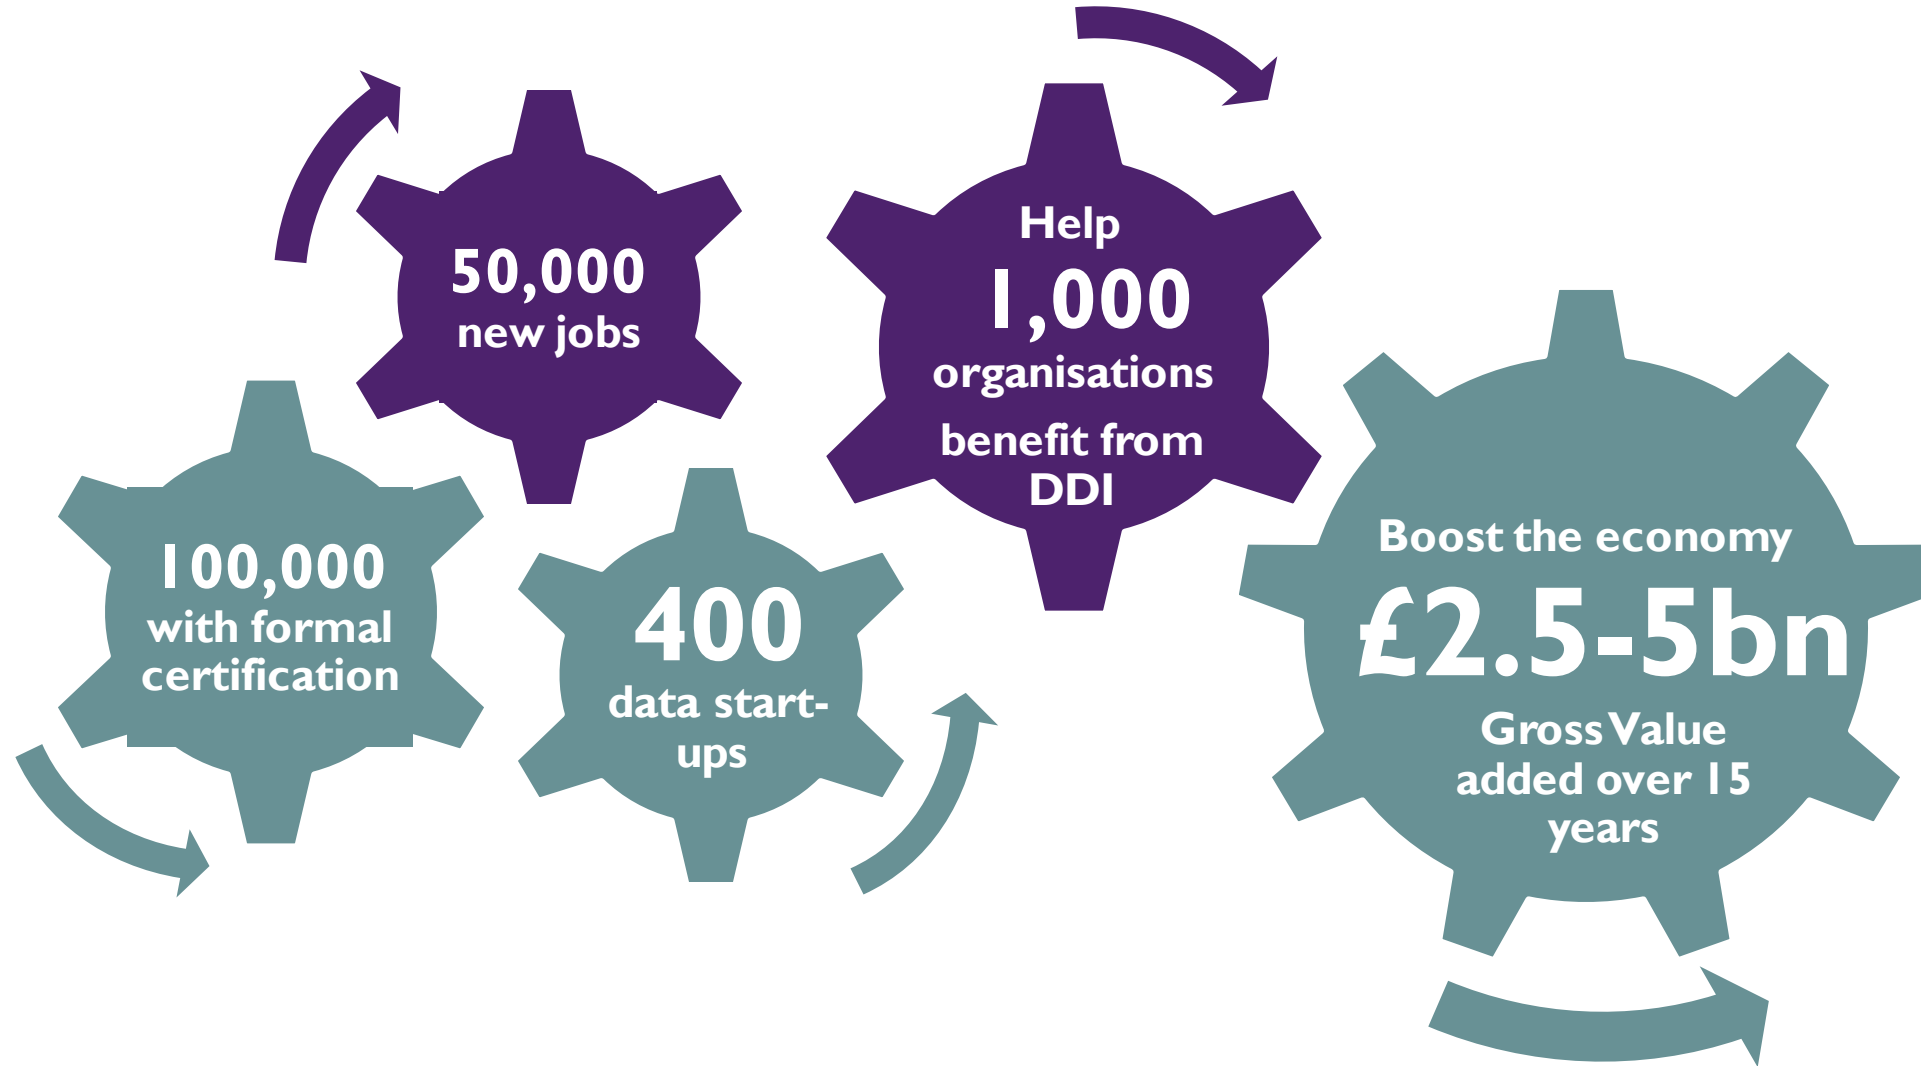 50,000
new jobs
Help
1,000
organisations
benefit from
DDI
100,000
with formal
certification
400
data start-
ups
Boost the economy
£2.5-5bn
Gross Value
added over 15
years